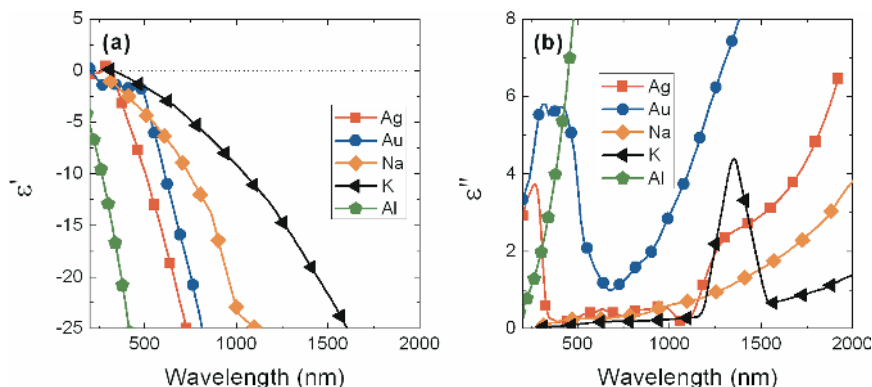 (a)
5
0
-5
-10
-15
-20
-25
ε'
Ag
Au
Na
K
Al
500 1000 1500 2000
Wavelength (nm)
(b)
8
6
4
2
0
ε''
Ag
Au
Na
K
Al
500 1000 1500 2000
Wavelength (nm)